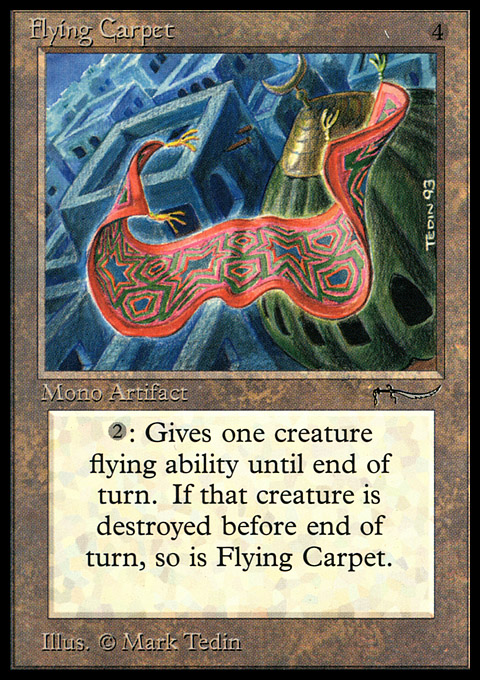 Flying Carpet 4
TEDIN 93
Mono Artifact
2: Gives one creature
flying ability until end of
turn. If that creature is
destroyed before end of
turn, so is Flying Carpet.
Illus. © Mark Tedin